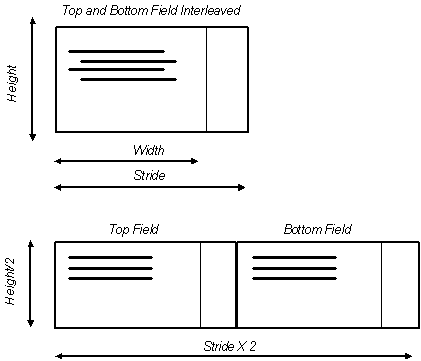 Top and Bottom Field Interleaved
Height
Width
Stride
Top Field
Bottom Field
Height/2
Stride X 2